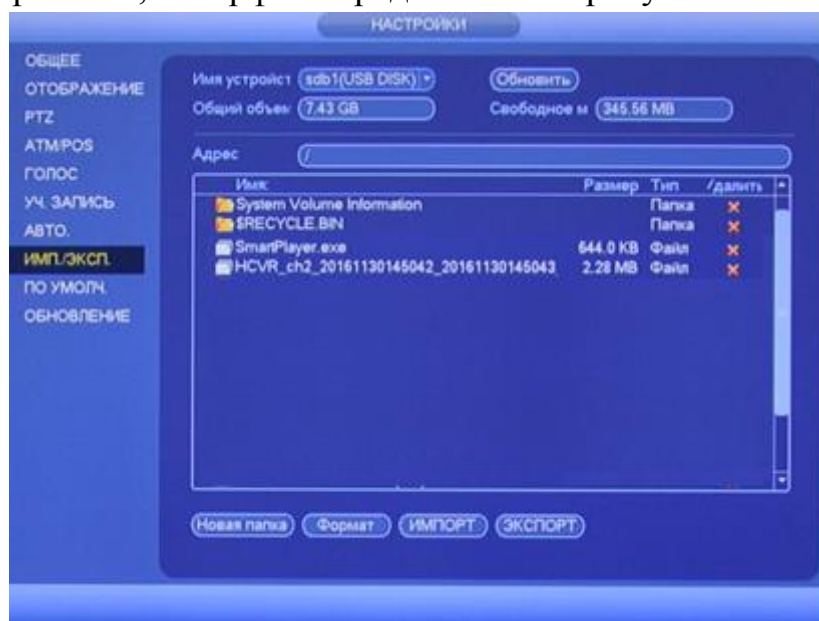 НАСТРОЙКИ
ОБЩЕЕ
ОТОБРАЖЕНИЕ
PTZ
ATM/POS
ГОЛОС
УЧ. ЗАПИСЬ
АВТО.
ИМП./ЭКСП.
ПО УМОЛЧ.
ОБНОВЛЕНИЕ
Имя устройст sdb1(USB DISK) Обновить
Общий объем 7.43 GB Свободное м 345.56 MB
Адрес /
Имя: Размер Тип /далить
System Volume Information Папка
$RECYCLE.BIN Папка
SmartPlayer.exe 644.0 KB Файл
HCVR_ch2_20161130145042_20161130145043 2.28 MB Файл
Новая папка Формат ИМПОРТ ЭКСПОРТ